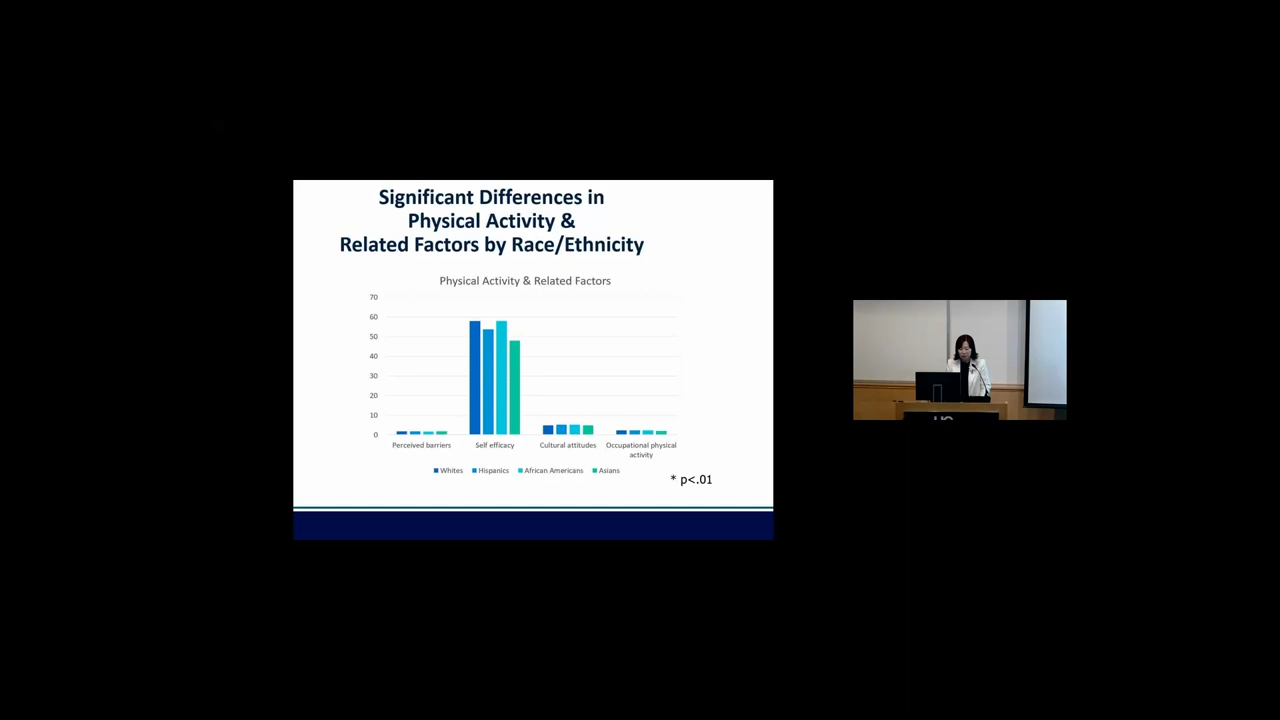 Significant Differences in
Physical Activity &
Related Factors by Race/Ethnicity
Physical Activity & Related Factors
70
60
50
40
30
20
10
0
Perceived barriers
Self efficacy
Cultural attitudes
Occupational physical
activity
Whites
Hispanics
African Americans
Asians
* p<.01